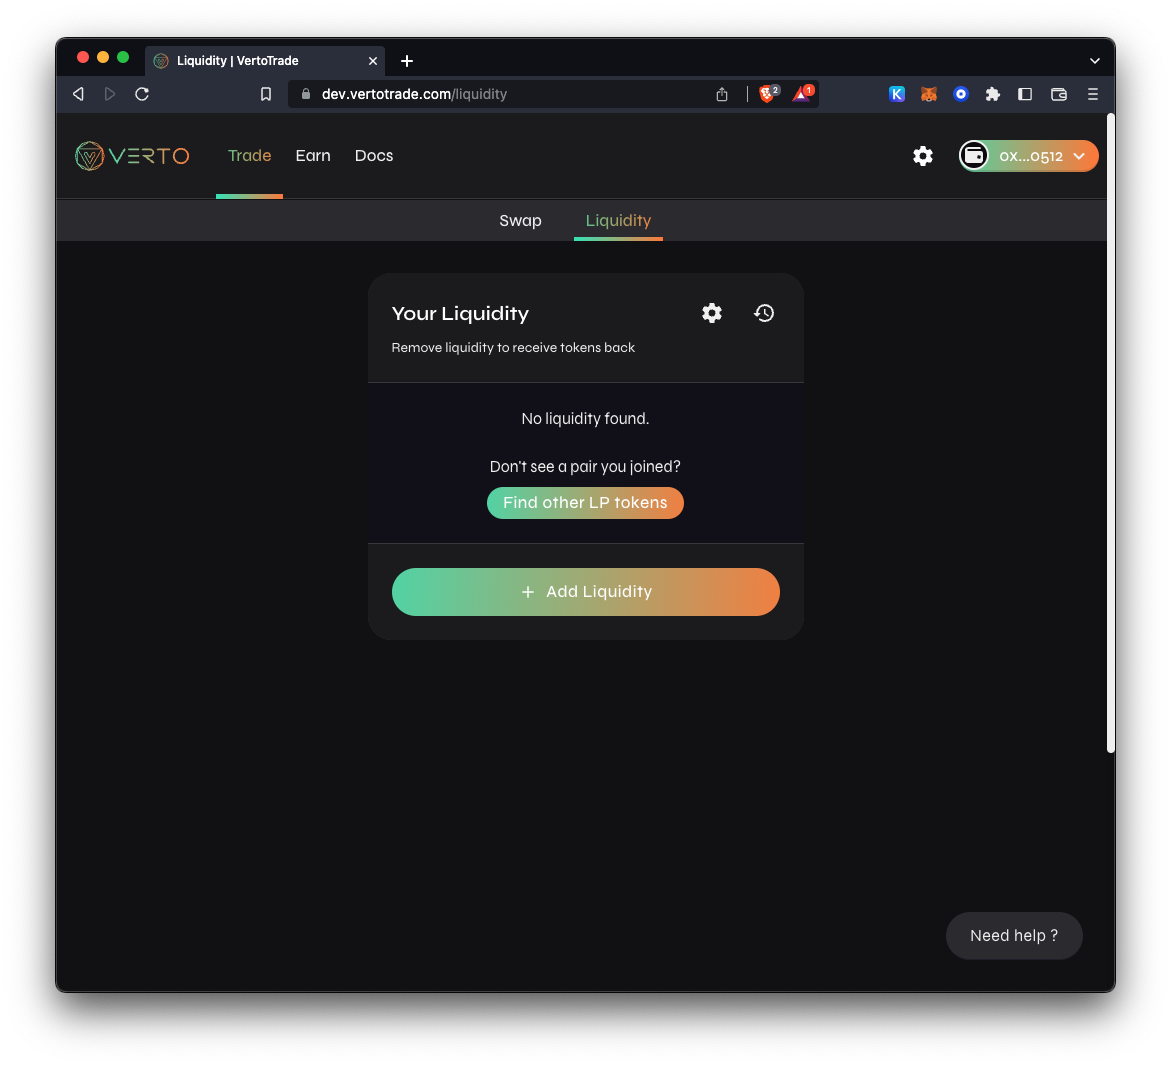 Liquidity | VertoTrade
dev.vertotrade.com/liquidity
2
1
K
VERTO
Trade
Earn
Docs
0x...0512
Swap
Liquidity
Your Liquidity
Remove liquidity to receive tokens back
No liquidity found.
Don't see a pair you joined?
Find other LP tokens
+ Add Liquidity
Need help ?